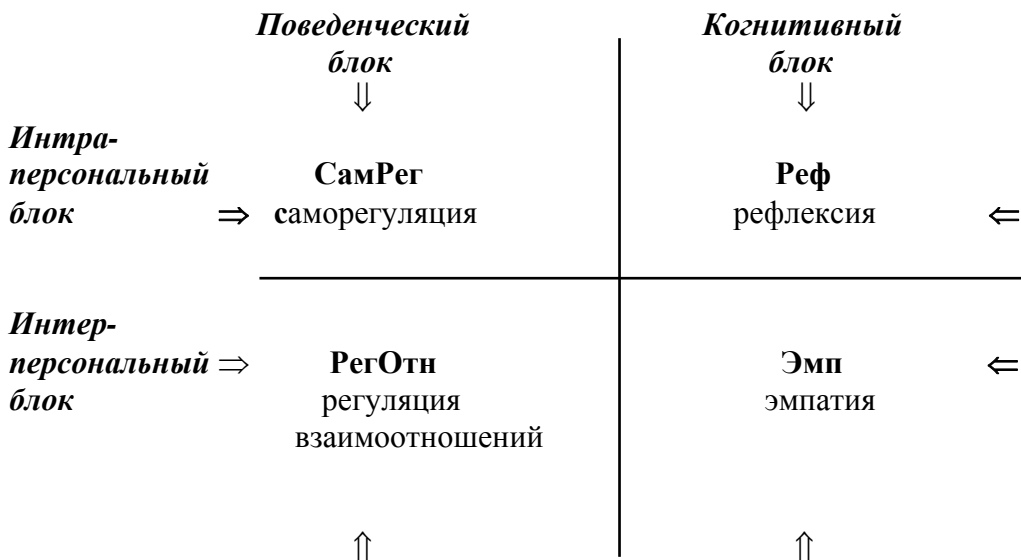 Поведенческий блок
Когнитивный блок
⇓ ⇓
Интра-
персональный СамРег Реф
блок ⇒ саморегуляция рефлексия ⇐
Интер-
персональный ⇒ РегОтн Эмп ⇐
блок регуляция эмпатия
взаимоотношений
⇑ ⇑